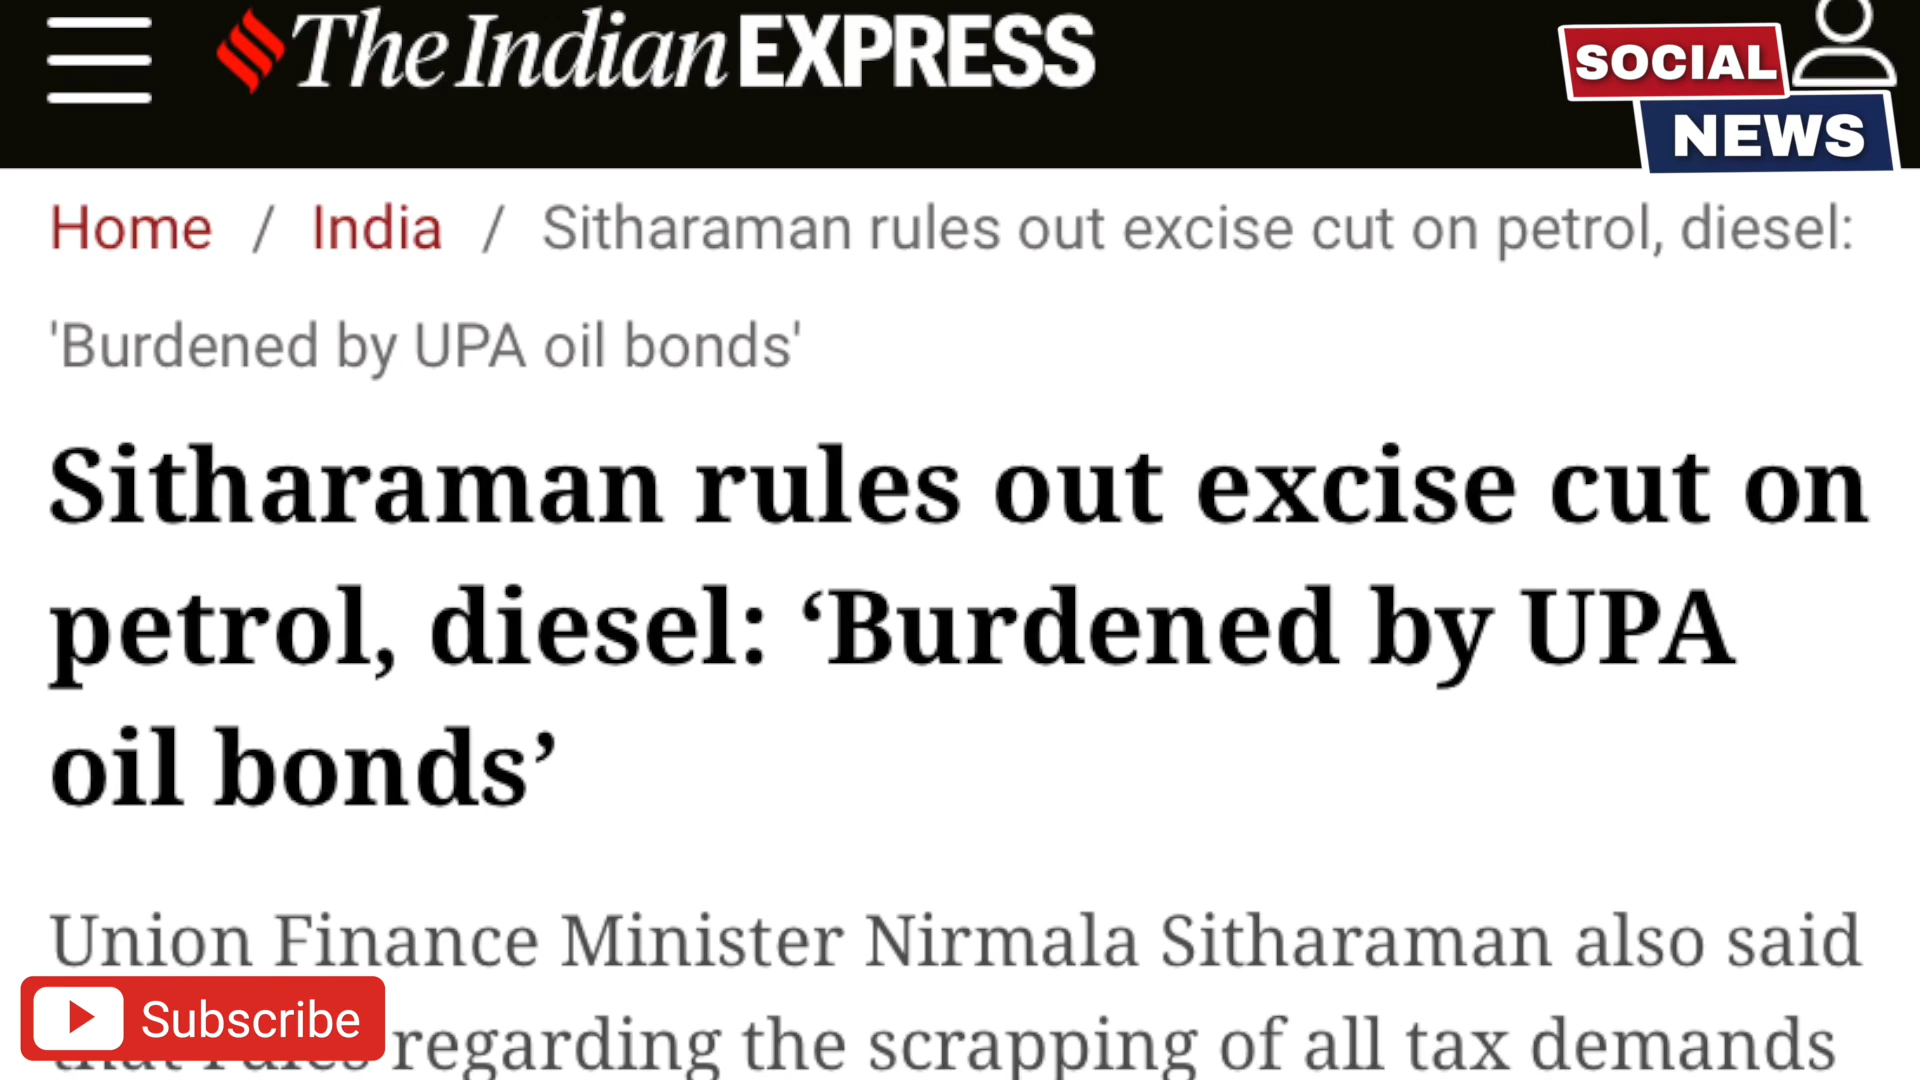 The Indian EXPRESS
SOCIAL
NEWS
Home / India / Sitharaman rules out excise cut on petrol, diesel:
'Burdened by UPA oil bonds'
Sitharaman rules out excise cut on
petrol, diesel: ‘Burdened by UPA
oil bonds’
Union Finance Minister Nirmala Sitharaman also said
that rules regarding the scrapping of all tax demands
Subscribe